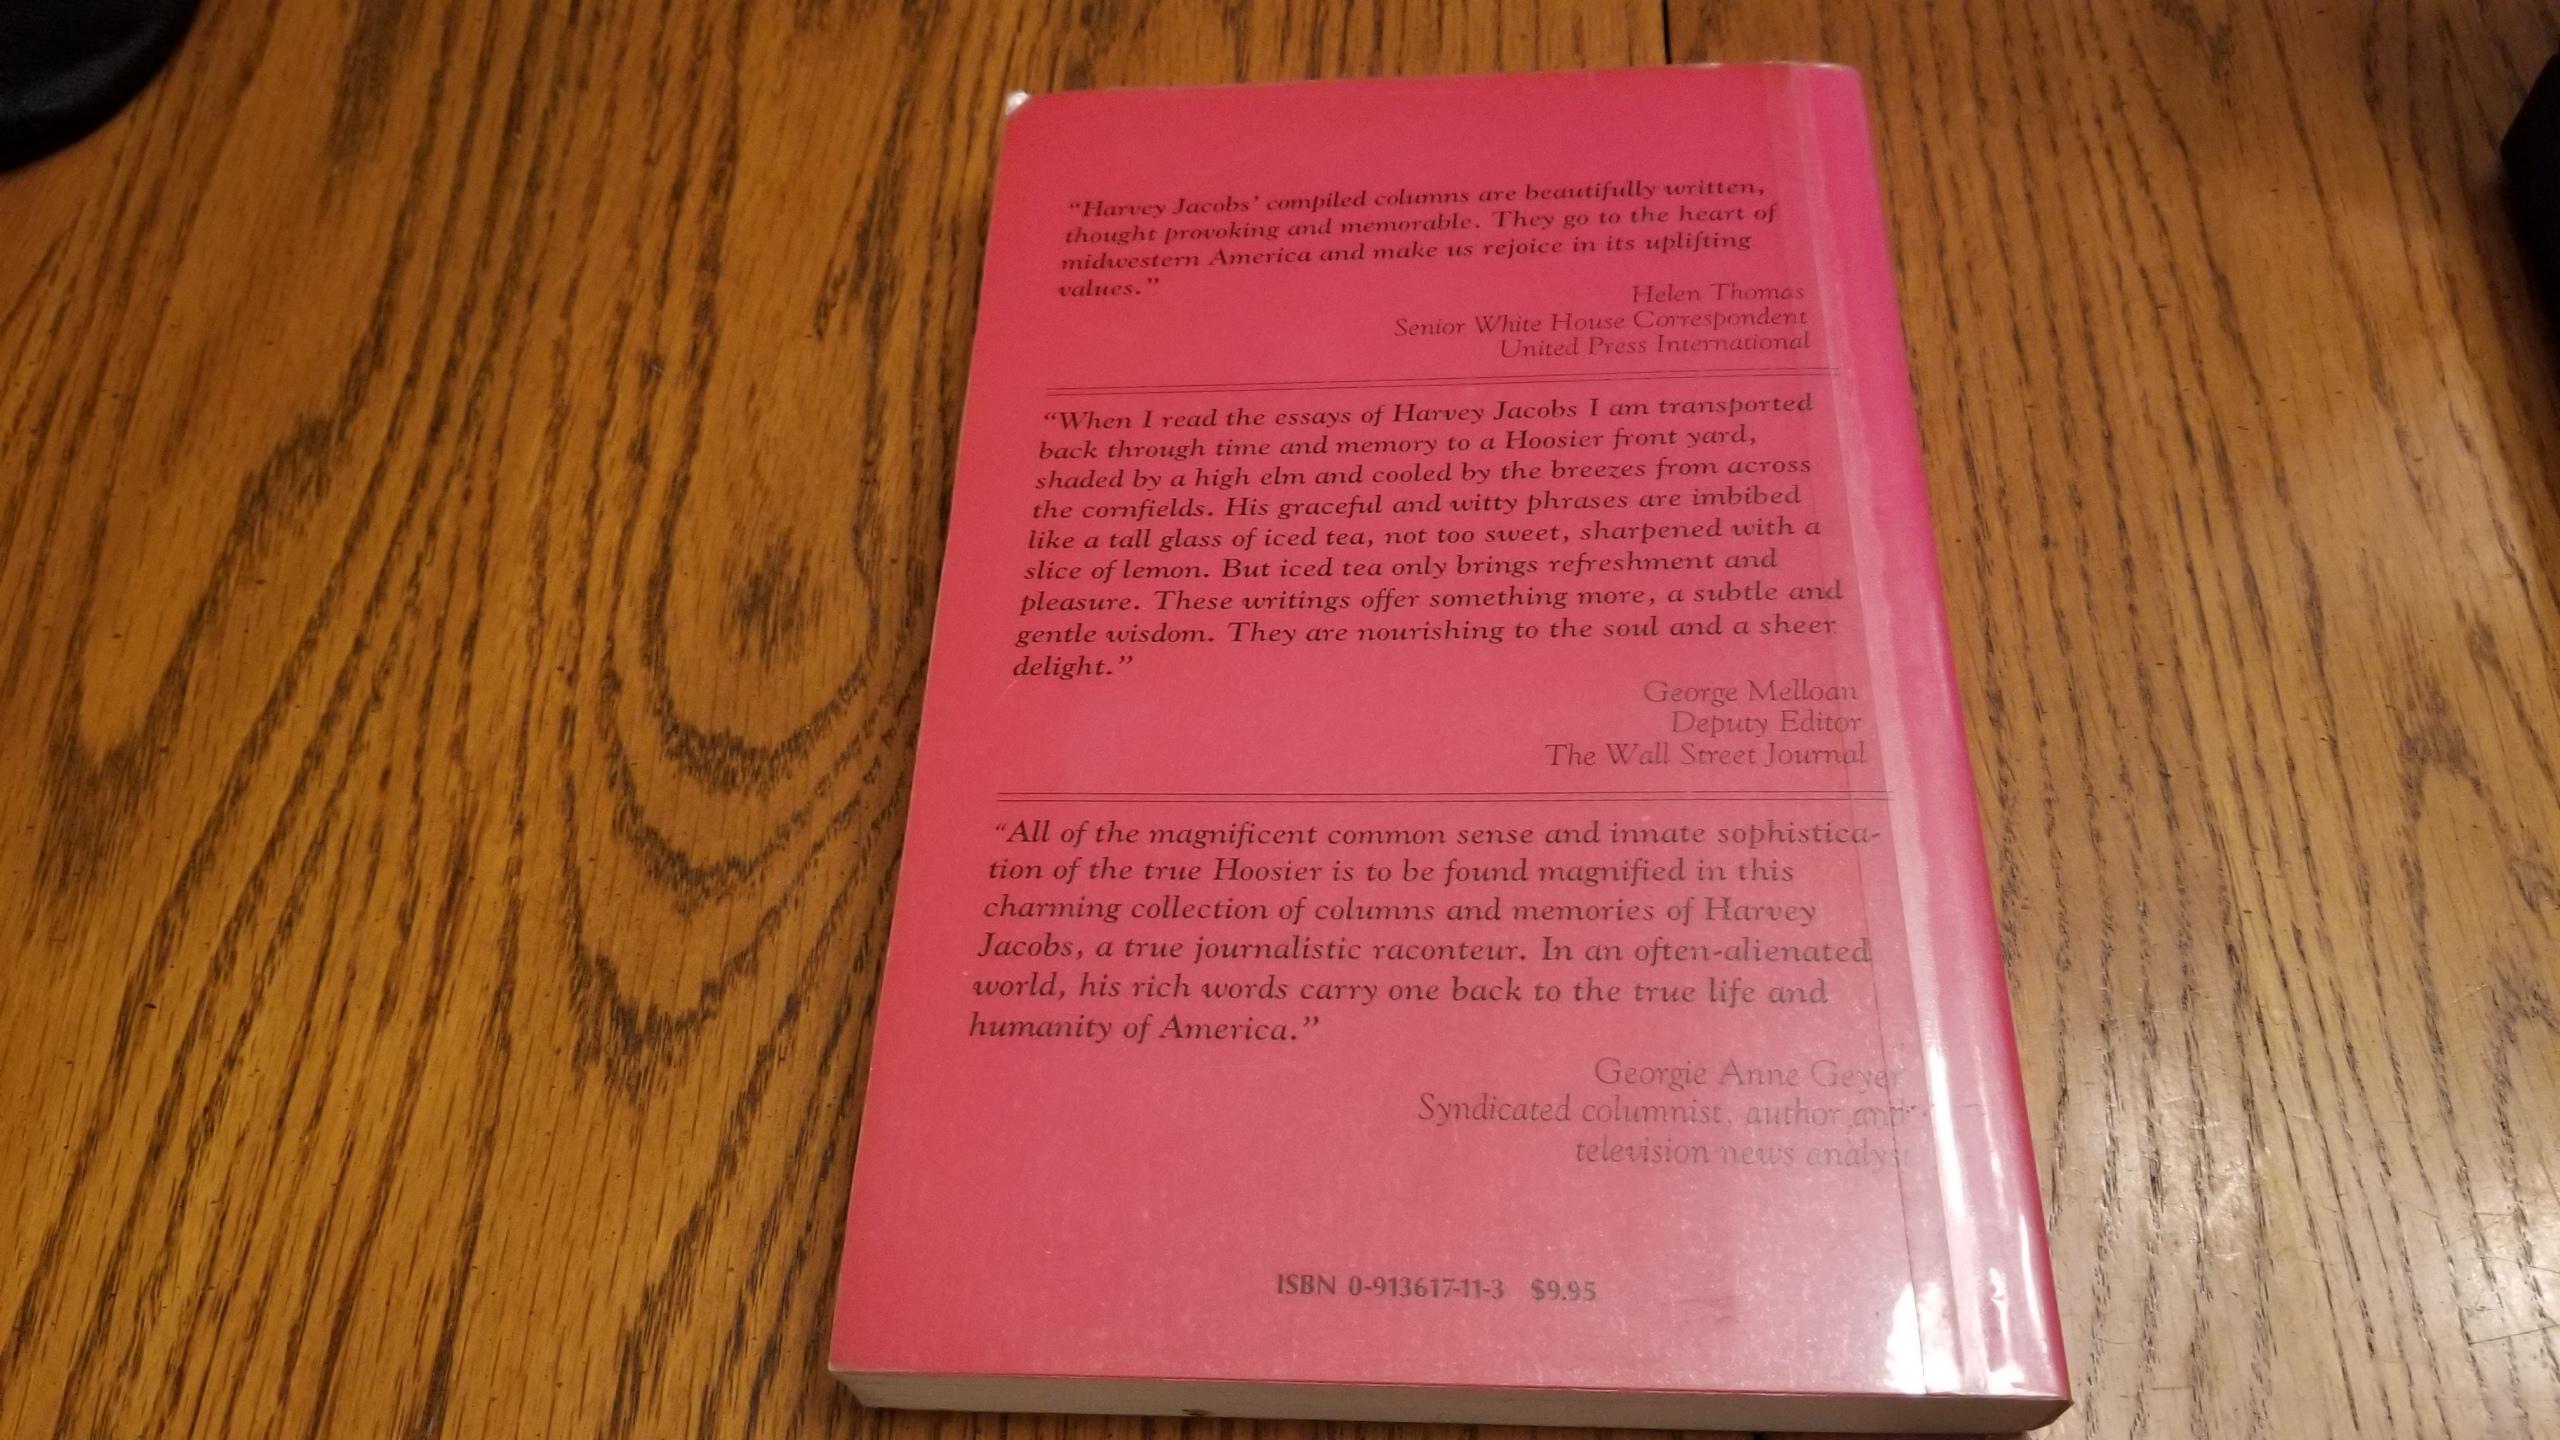 “Harvey Jacobs’ compiled columns are beautifully written,
thought provoking and memorable. They go to the heart of
midwestern America and make us rejoice in its uplifting
values.”
Helen Thomas
Senior White House Correspondent
United Press International
“When I read the essays of Harvey Jacobs I am transported
back through time and memory to a Hoosier front yard,
shaded by a high elm and cooled by the breezes from across
the cornfields. His graceful and witty phrases are imbibed
like a tall glass of iced tea, not too sweet, sharpened with a
slice of lemon. But iced tea only brings refreshment and
pleasure. These writings offer something more, a subtle and
gentle wisdom. They are nourishing to the soul and a sheer
delight.”
George Melloan
Deputy Editor
The Wall Street Journal
“All of the magnificent common sense and innate sophistica-
tion of the true Hoosier is to be found magnified in this
charming collection of columns and memories of Harvey
Jacobs, a true journalistic raconteur. In an often-alienated
world, his rich words carry one back to the true life and
humanity of America.”
Georgie Anne Geyer
Syndicated columnist, author and
television news analyst
ISBN 0-913617-11-3 $9.95